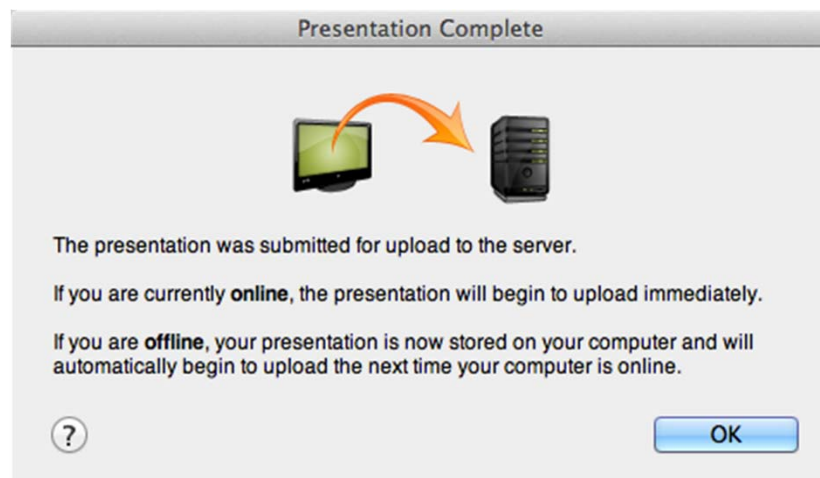 Presentation Complete
The presentation was submitted for upload to the server.
If you are currently online, the presentation will begin to upload immediately.
If you are offline, your presentation is now stored on your computer and will
automatically begin to upload the next time your computer is online.
?
OK